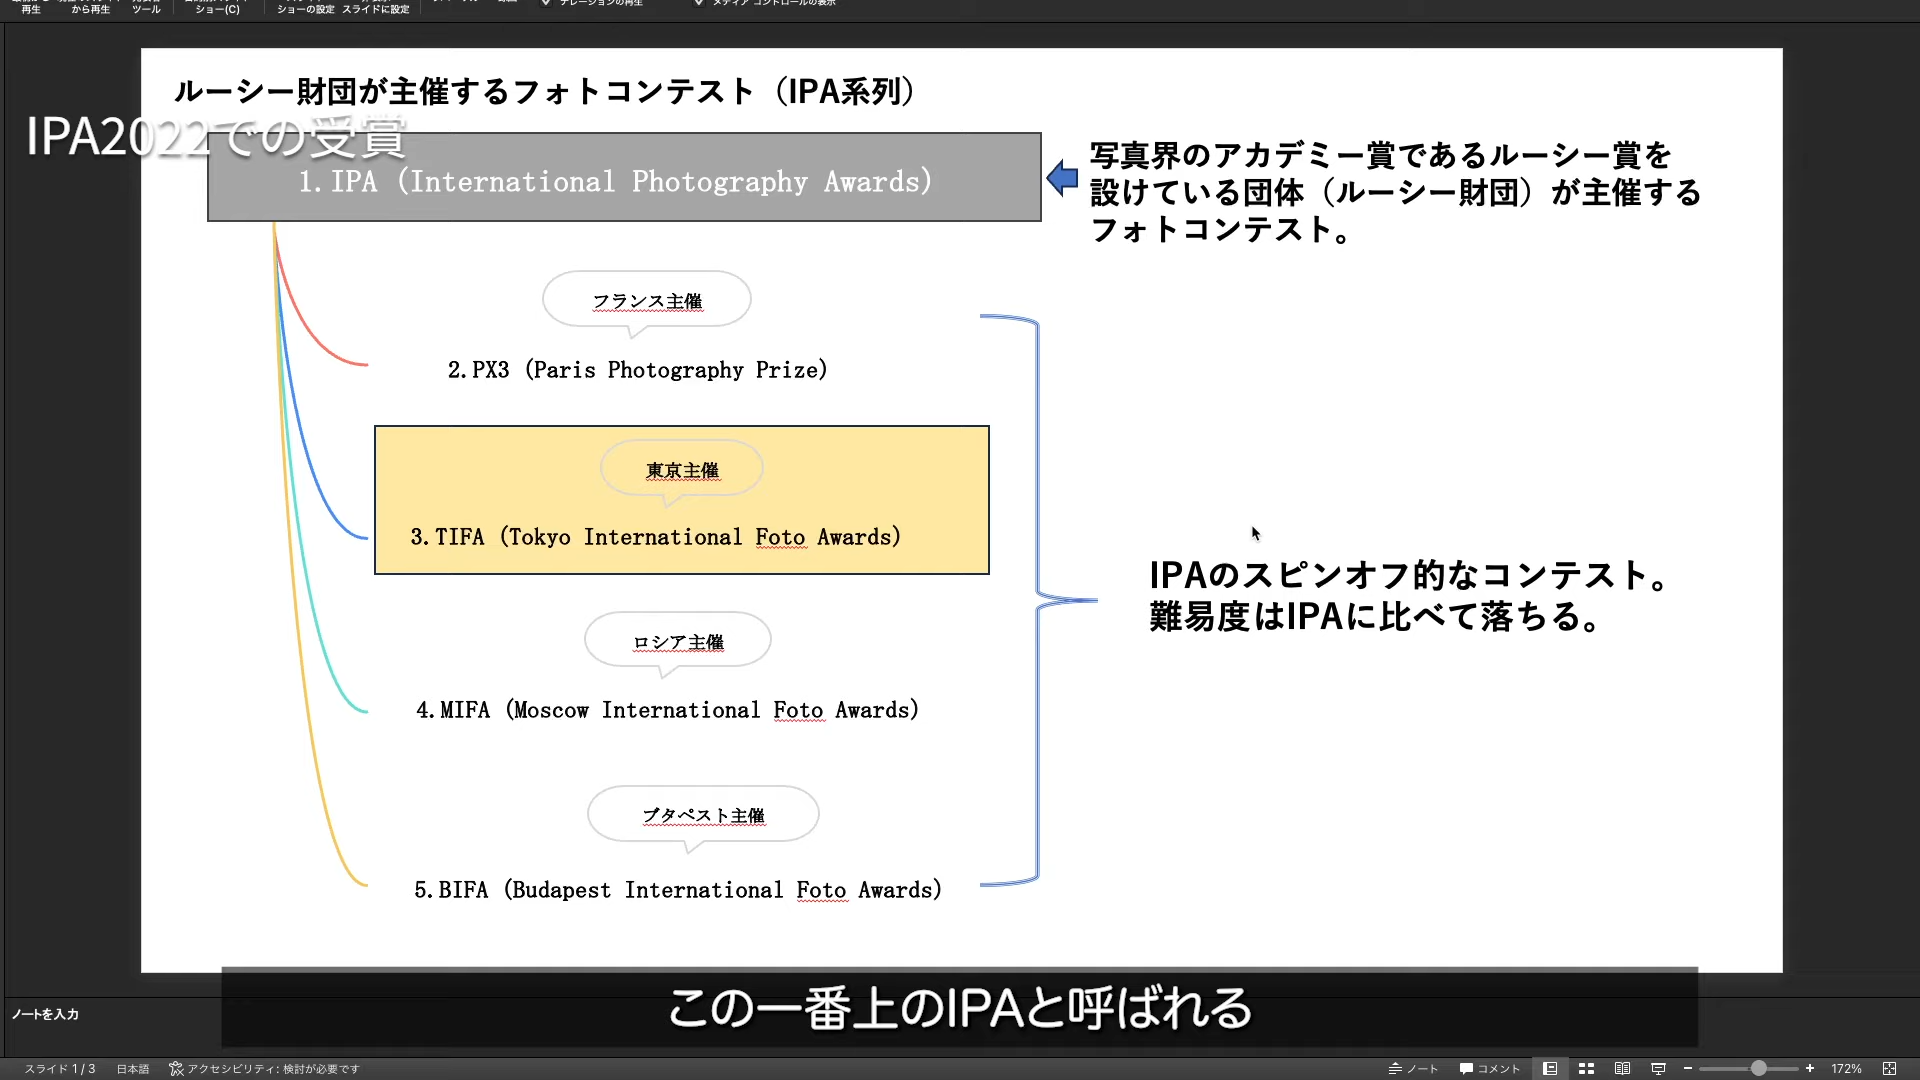 再生
から再生
ツール
ショー(C)
ショーの設定
スライドに設定
ナレーションの再生
メディア コントロールの表示
ルーシー財団が主催するフォトコンテスト（IPA系列）
IPA2022での受賞
1.IPA (International Photography Awards)
写真界のアカデミー賞であるルーシー賞を
設けている団体（ルーシー財団）が主催する
フォトコンテスト。
フランス主催
2.PX3 (Paris Photography Prize)
東京主催
3.TIFA (Tokyo International Foto Awards)
IPAのスピンオフ的なコンテスト。
難易度はIPAに比べて落ちる。
ロシア主催
4.MIFA (Moscow International Foto Awards)
ブタペスト主催
5.BIFA (Budapest International Foto Awards)
この一番上のIPAと呼ばれる
ノートを入力
スライド 1 / 3
日本語
アクセシビリティ: 検討が必要です
ノート
コメント
172%